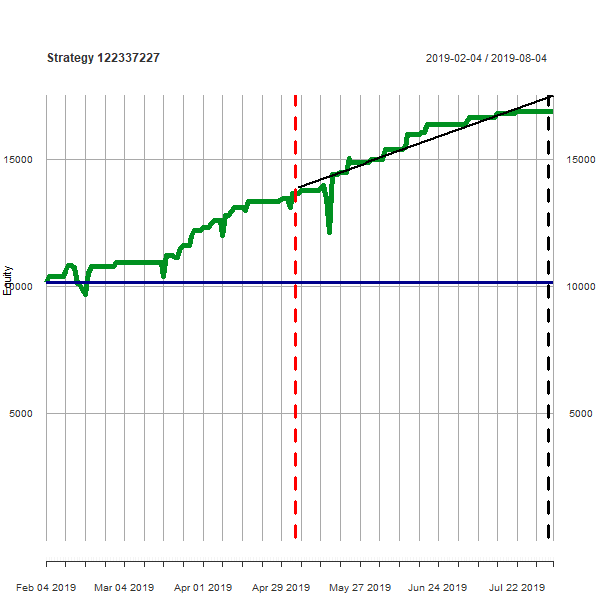 Strategy 122337227
2019-02-04 / 2019-08-04
15000
15000
Equity
10000
10000
5000
5000
Feb 04 2019
Mar 04 2019
Apr 01 2019
Apr 29 2019
May 27 2019
Jun 24 2019
Jul 22 2019